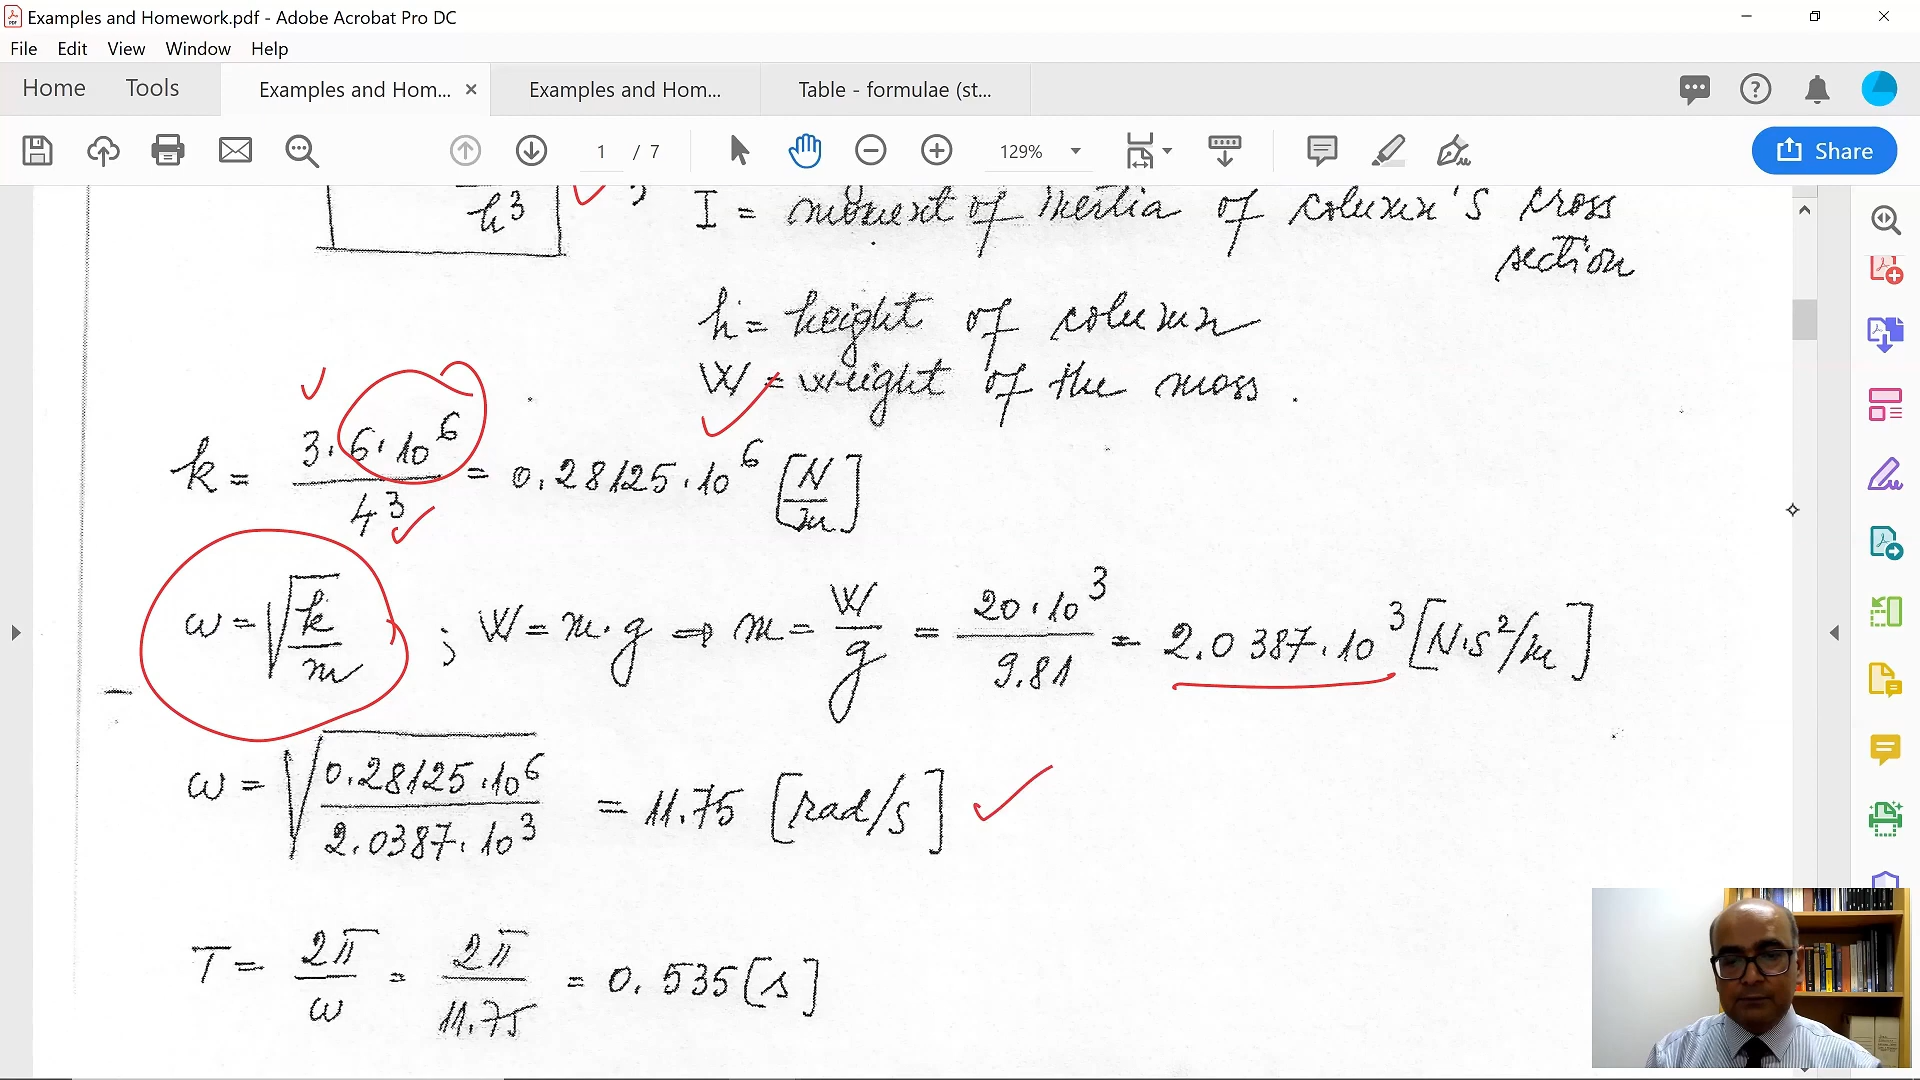 Examples and Homework.pdf - Adobe Acrobat Pro DC
File Edit View Window Help
Home Tools Examples and Hom... × Examples and Hom... Table - formulae (st...
1 / 7 129% Share
h³ ; I = moment of inertia of column's cross
section
h = height of column
W = weight of the mass.
k = 3.6·10⁶ / 4³ = 0.28125·10⁶ [N/m]
ω = √(k/m) ; W = m·g ⇒ m = W/g = 20·10³ / 9.81 = 2.0387·10³ [N.s²/m]
ω = √(0.28125·10⁶ / 2.0387·10³) = 11.75 [rad/s]
T = 2π/ω = 2π/11.75 = 0.535 [s]